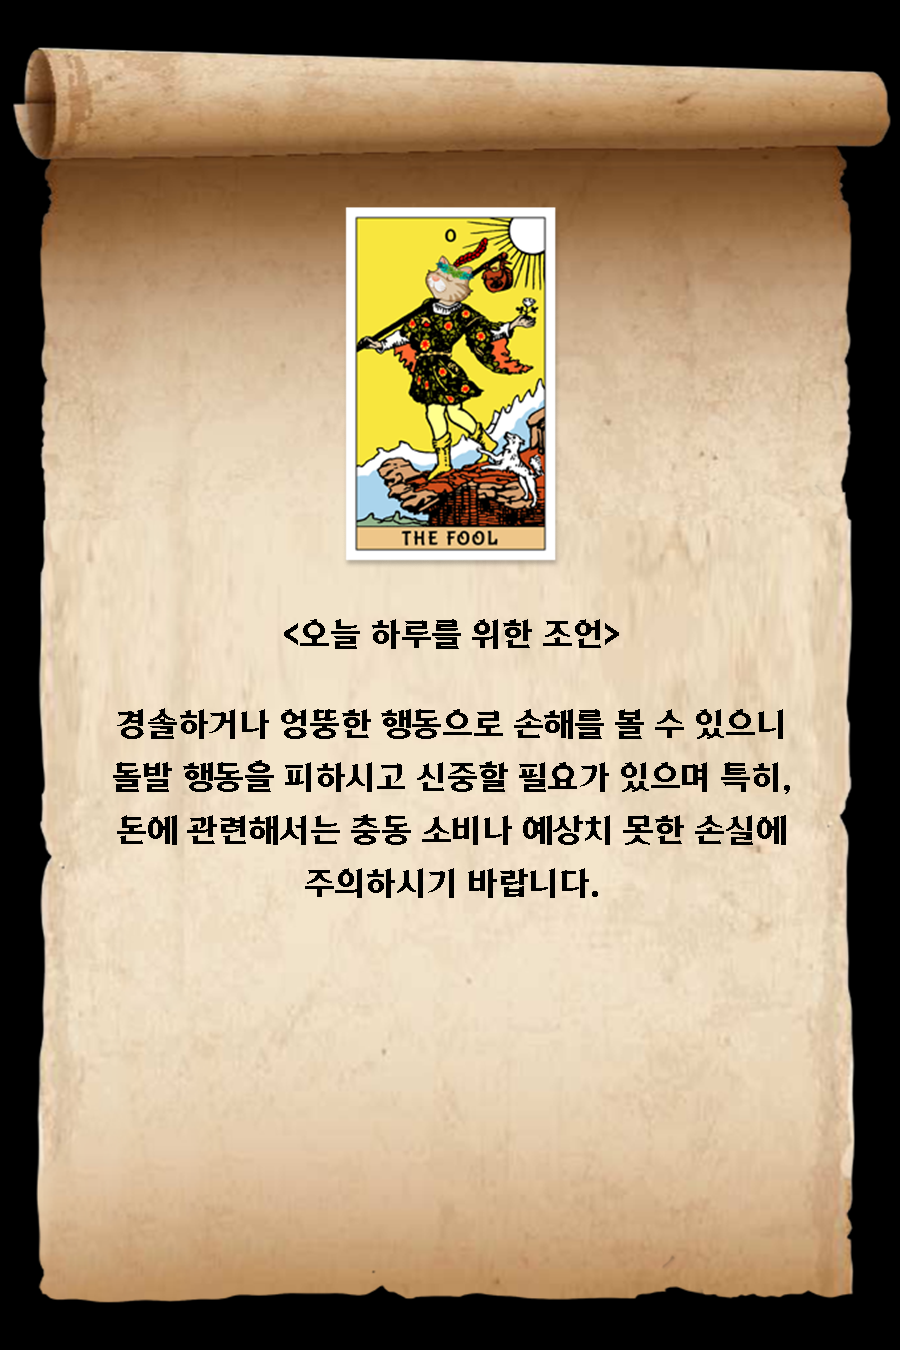 0
THE FOOL
<오늘 하루를 위한 조언>
경솔하거나 엉뚱한 행동으로 손해를 볼 수 있으니
돌발 행동을 피하시고 신중할 필요가 있으며 특히,
돈에 관련해서는 충동 소비나 예상치 못한 손실에
주의하시기 바랍니다.